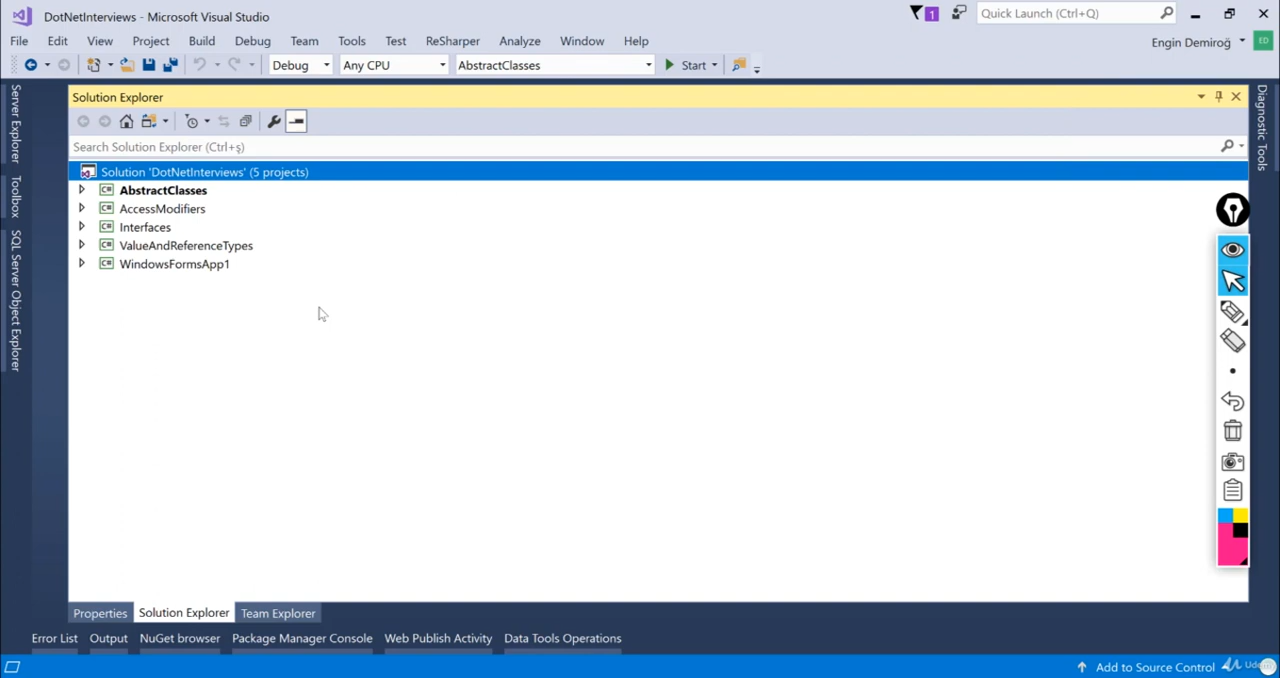 DotNetInterviews - Microsoft Visual Studio
1
Quick Launch (Ctrl+Q)
File Edit View Project Build Debug Team Tools Test ReSharper Analyze Window Help
Engin Demiroğ
ED
Debug Any CPU AbstractClasses Start
Solution Explorer
Search Solution Explorer (Ctrl+ş)
Solution 'DotNetInterviews' (5 projects)
C# AbstractClasses
C# AccessModifiers
C# Interfaces
C# ValueAndReferenceTypes
C# WindowsFormsApp1
Server Explorer
Toolbox
SQL Server Object Explorer
Diagnostic Tools
Properties Solution Explorer Team Explorer
Error List Output NuGet browser Package Manager Console Web Publish Activity Data Tools Operations
Add to Source Control
Udemy